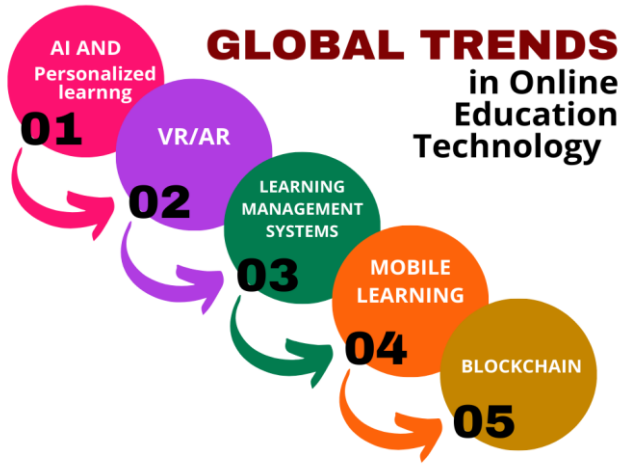 GLOBAL TRENDS
in Online
Education
Technology
AI AND
Personalized
learnng
01
VR/AR
02
LEARNING
MANAGEMENT
SYSTEMS
03
MOBILE
LEARNING
04
BLOCKCHAIN
05